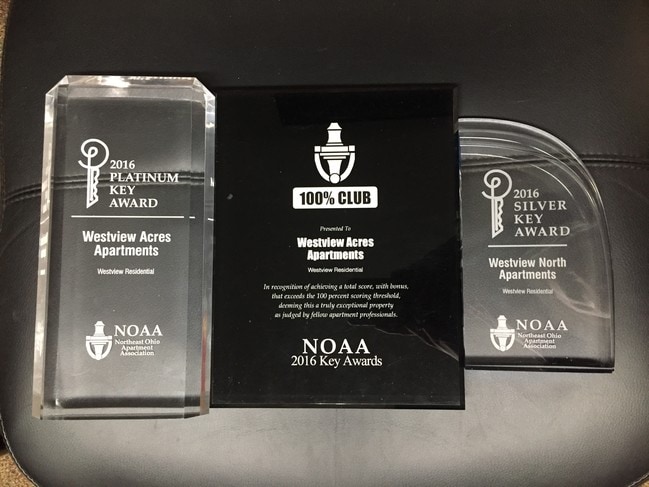 2016
PLATINUM
KEY
AWARD
Westview Acres
Apartments
Westview Residential
NOAA
Northeast Ohio
Apartment
Association
100% CLUB
Presented To
Westview Acres
Apartments
Westview Residential
In recognition of achieving a total score, with bonus,
that exceeds the 100 percent scoring threshold,
deeming this a truly exceptional property
as judged by fellow apartment professionals.
NOAA
2016 Key Awards
2016
SILVER
KEY
AWARD
Westview North
Apartments
Westview Residential
NOAA
Northeast Ohio
Apartment
Association